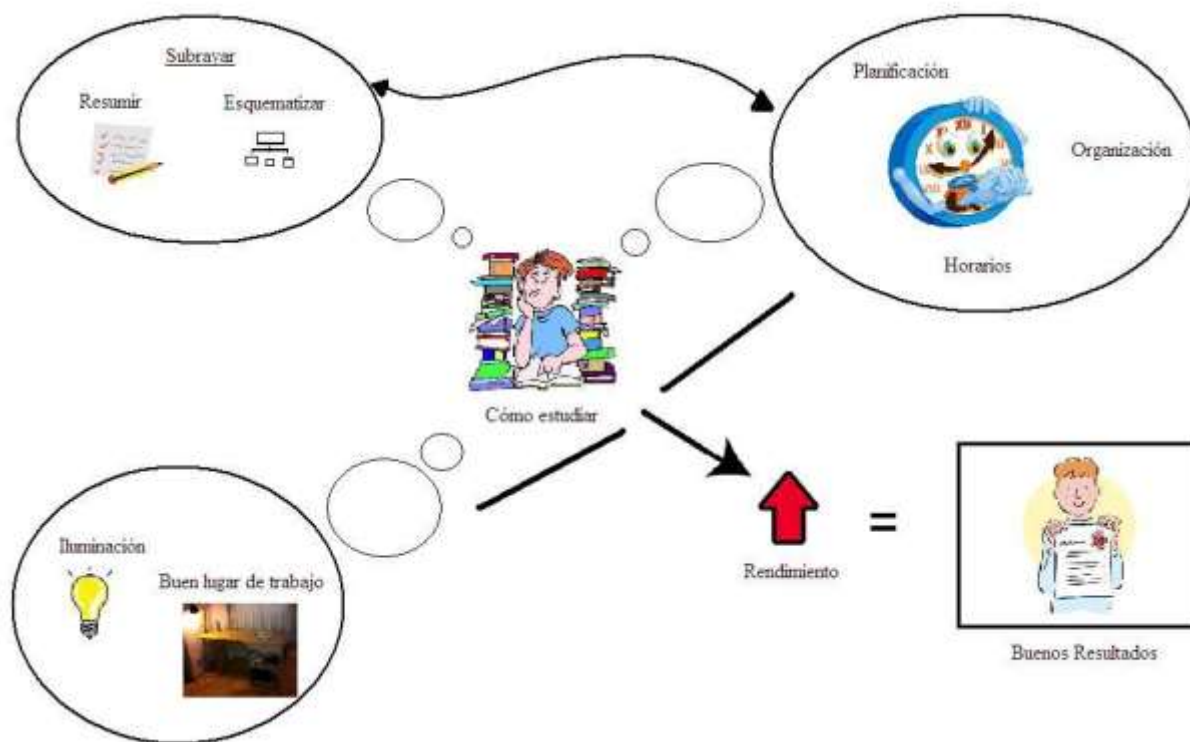 Subrayar
Resumir
Esquematizar
Planificación
Organización
Horarios
Cómo estudiar
Iluminación
Buen lugar de trabajo
Rendimiento
=
Buenos Resultados